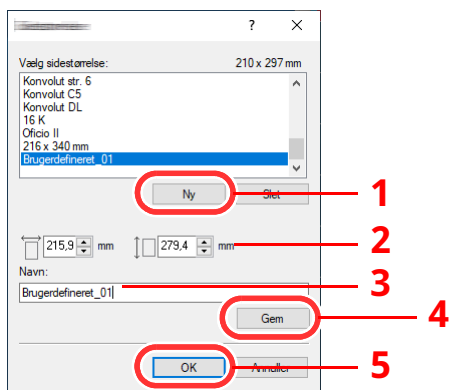 ? ×
Vælg sidestørrelse: 210 x 297 mm
Konvolut str. 6
Konvolut C5
Konvolut DL
16 K
Oficio II
216 x 340 mm
Brugerdefineret_01
Ny Slet 1
215,9 mm 279,4 mm 2
Navn: 3
Brugerdefineret_01
Gem 4
OK Annuller 5